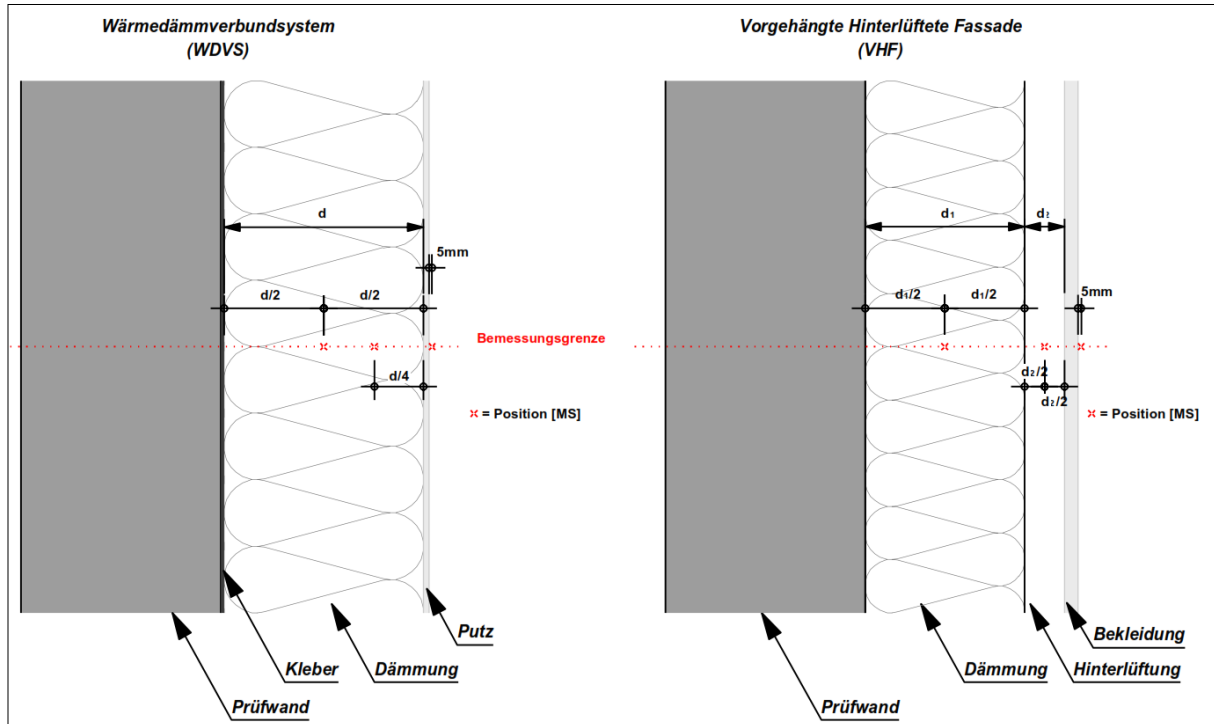 Wärmedämmverbundsystem
(WDVS)
d
5mm
d/2
d/2
Bemessungsgrenze
d/4
× = Position [MS]
Putz
Kleber
Dämmung
Prüfwand
Vorgehängte Hinterlüftete Fassade
(VHF)
d₁
d₂
d₁/2
d₁/2
5mm
d₂/2
d₂/2
× = Position [MS]
Bekleidung
Dämmung
Hinterlüftung
Prüfwand